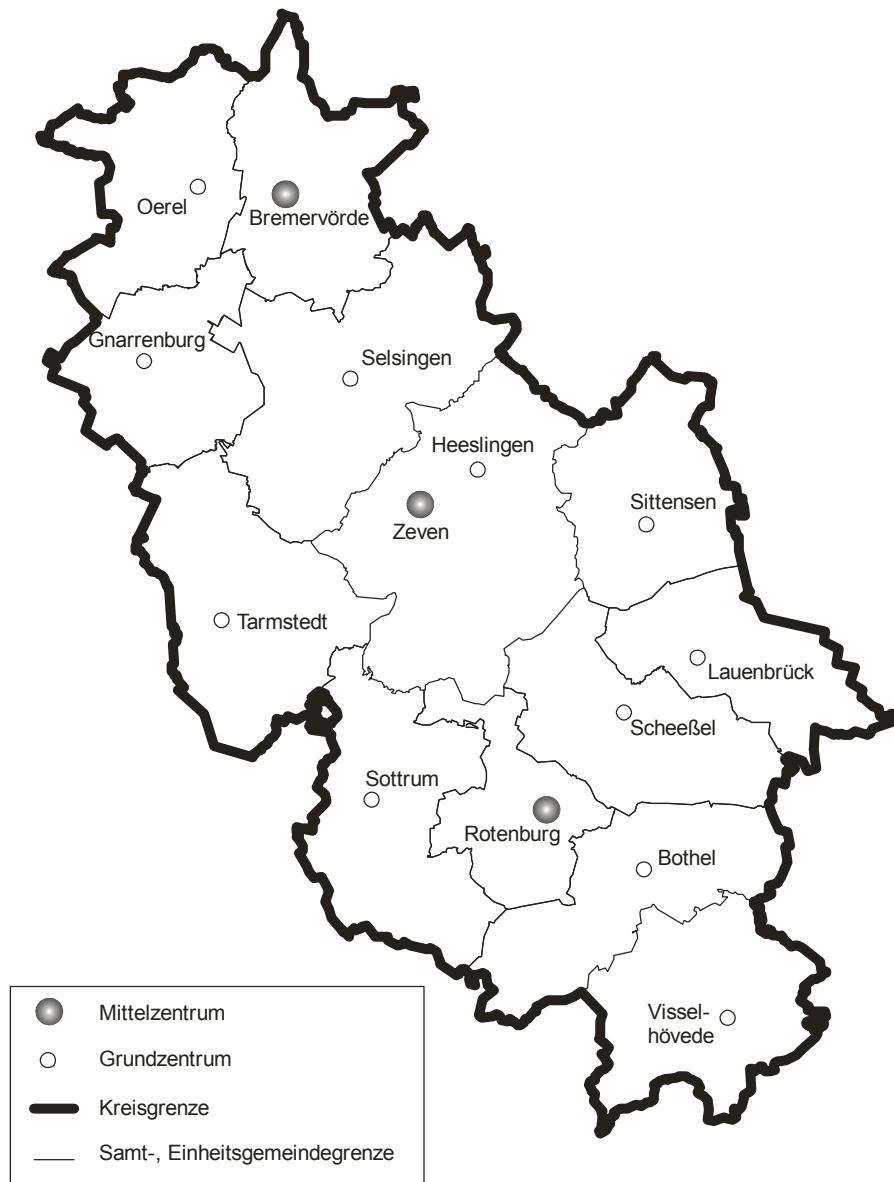 Oerel
Bremervörde
Gnarrenburg
Selsingen
Heeslingen
Zeven
Sittensen
Tarmstedt
Lauenbrück
Scheeßel
Sottrum
Rotenburg
Bothel
Vissel-
hövede
Mittelzentrum
Grundzentrum
Kreisgrenze
Samt-, Einheitsgemeindegrenze